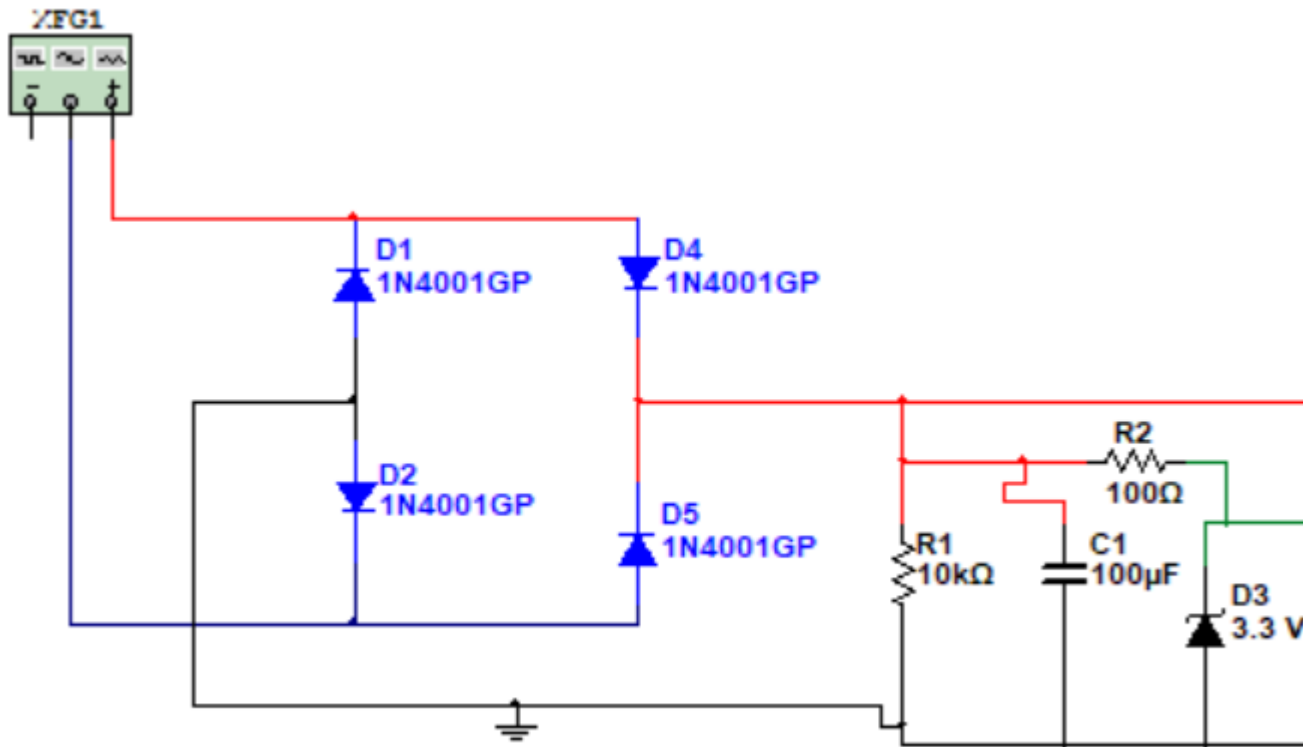 XFG1
- +
D1
1N4001GP
D4
1N4001GP
R2
100Ω
D2
1N4001GP
D5
1N4001GP
R1
10kΩ
C1
100µF
D3
3.3 V